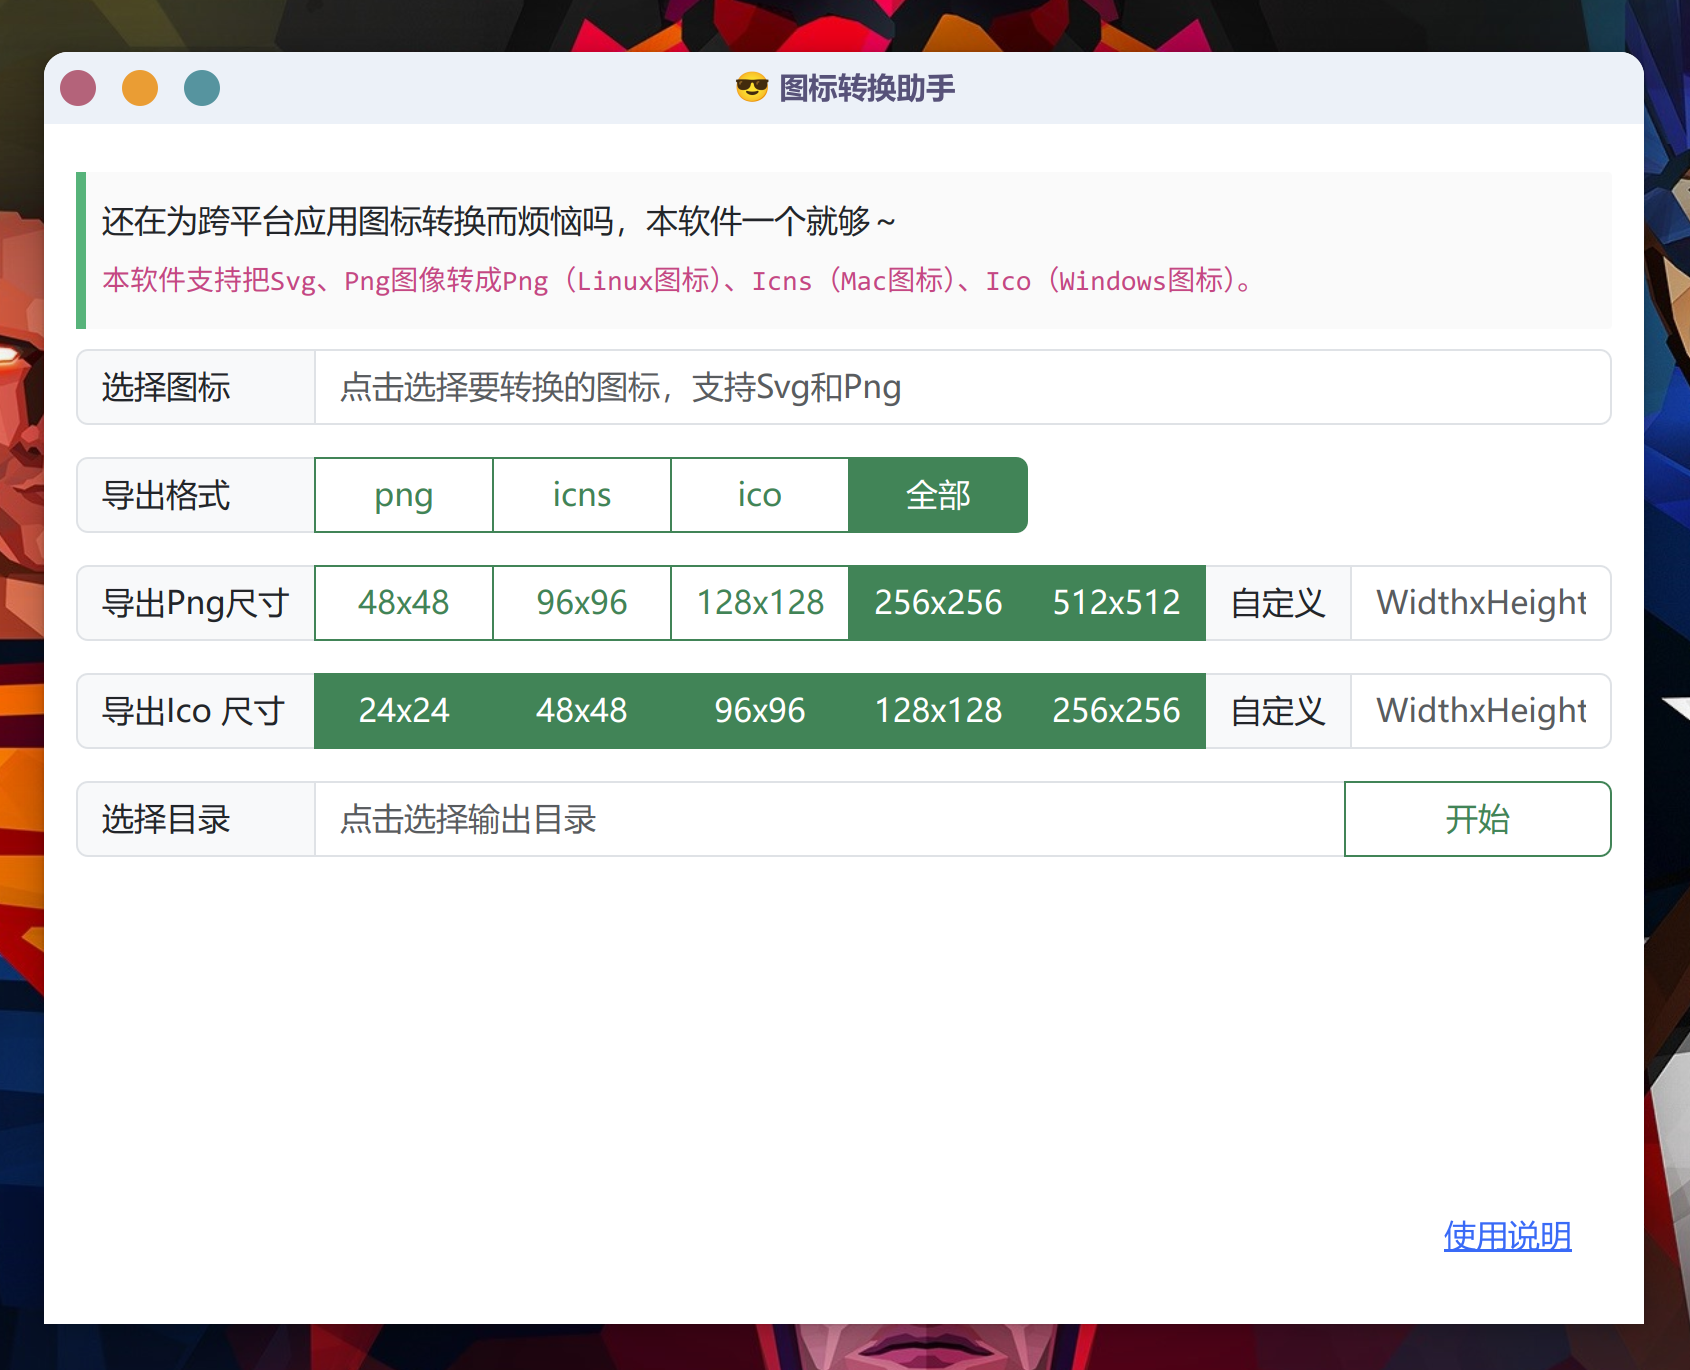 😎 图标转换助手
还在为跨平台应用图标转换而烦恼吗，本软件一个就够～
本软件支持把Svg、Png图像转成Png（Linux图标）、Icns（Mac图标）、Ico（Windows图标）。
选择图标 点击选择要转换的图标，支持Svg和Png
导出格式 png icns ico 全部
导出Png尺寸 48x48 96x96 128x128 256x256 512x512 自定义 WidthxHeight
导出Ico 尺寸 24x24 48x48 96x96 128x128 256x256 自定义 WidthxHeight
选择目录 点击选择输出目录 开始
使用说明